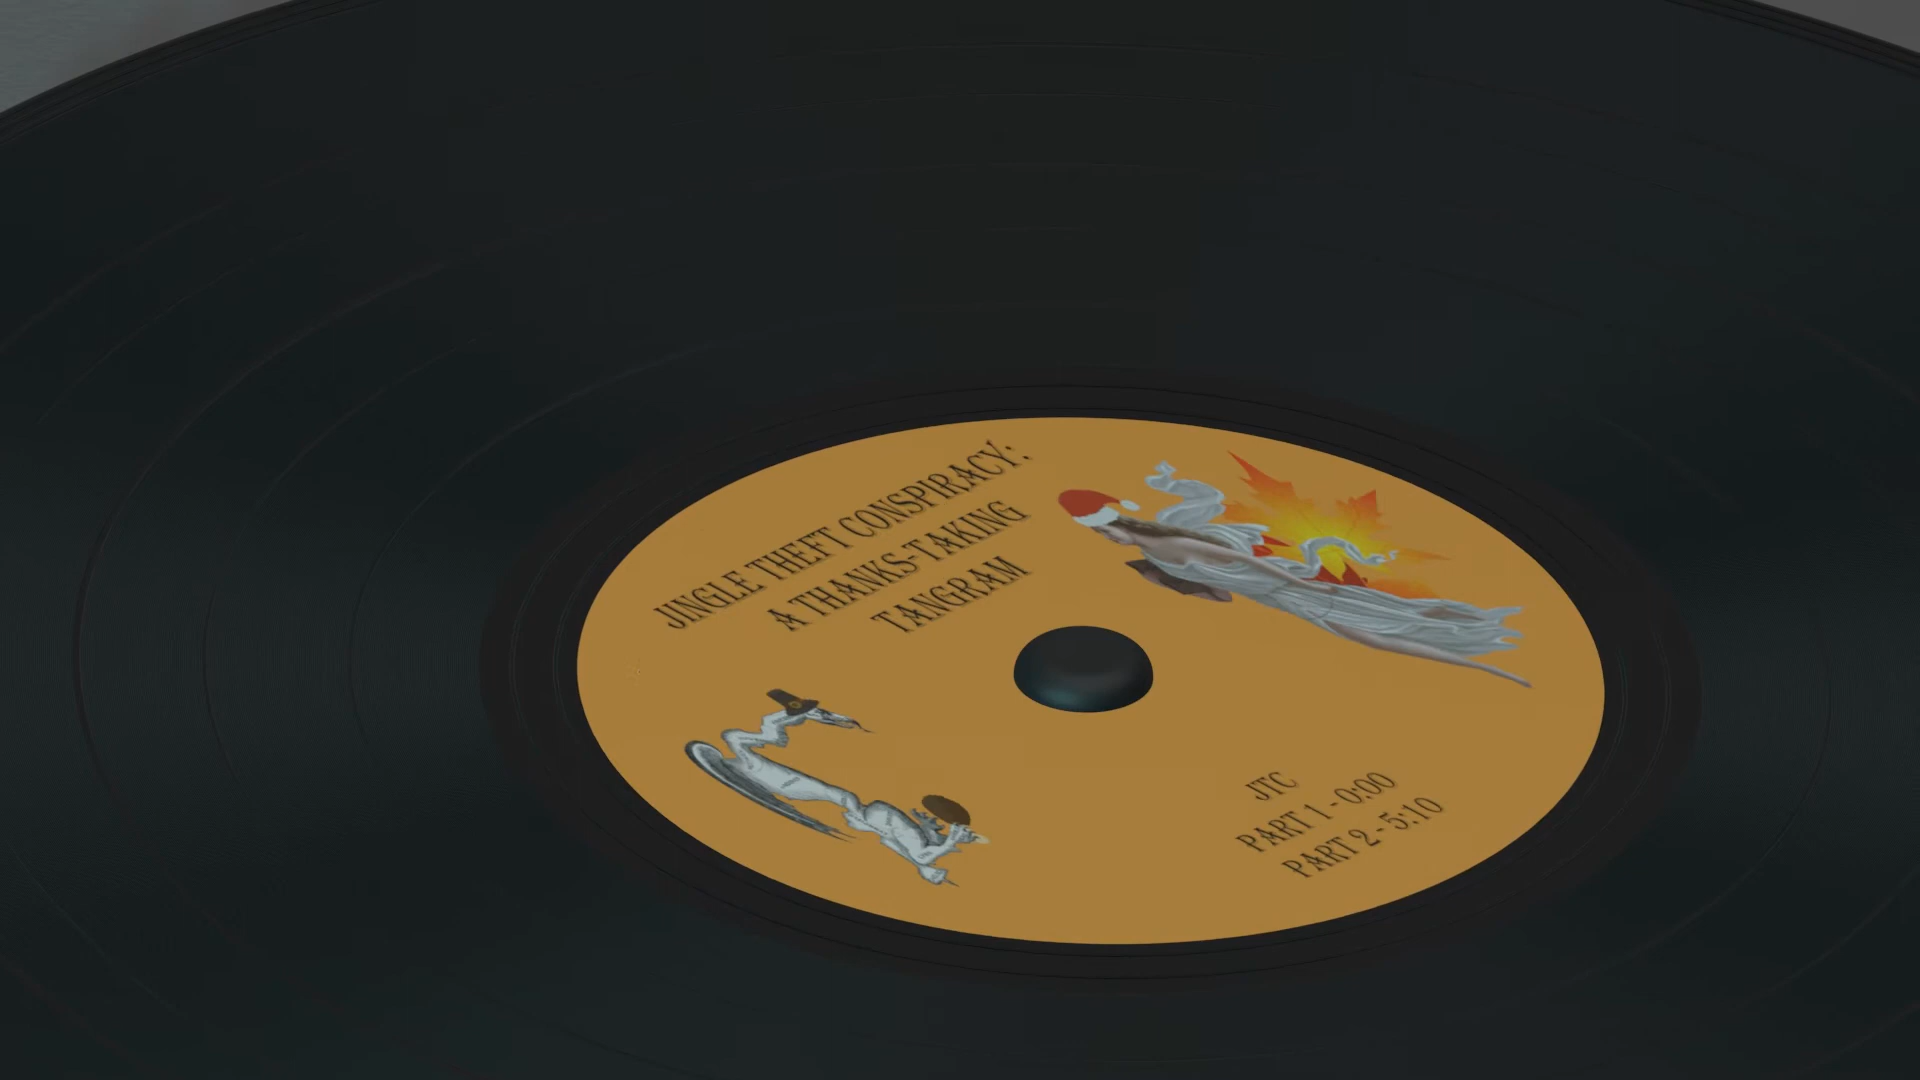 JINGLE THEFT CONSPIRACY:
A THANKS-TAKING
TANGRAM
JTC
PART 1 - 0:00
PART 2 - 5:10